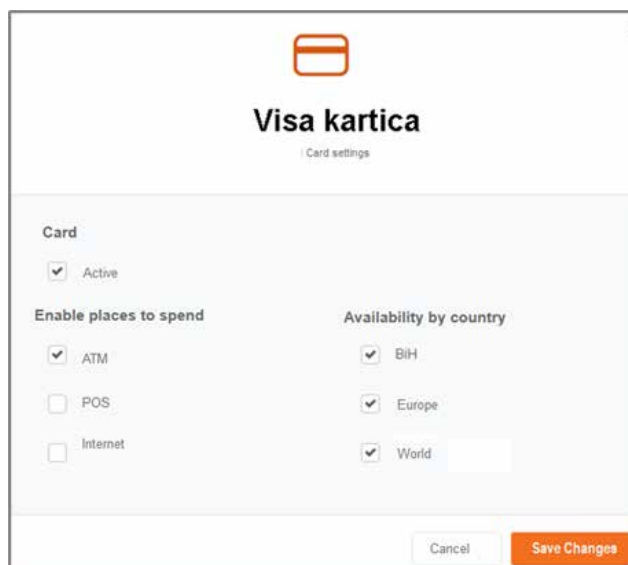 Visa kartica
Card settings
Card
Active
Enable places to spend
ATM
POS
Internet
Availability by country
BiH
Europe
World
Cancel
Save Changes